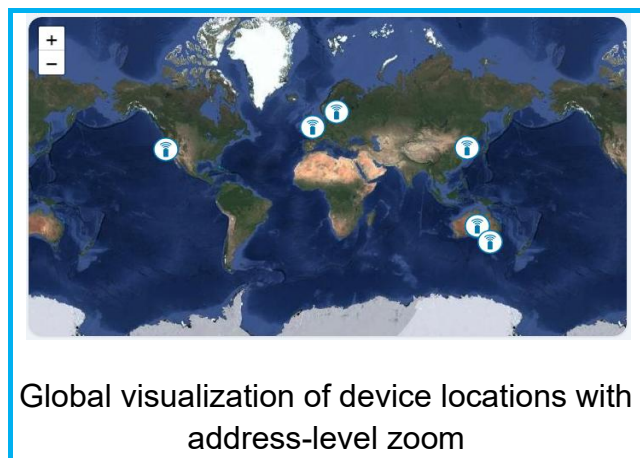 +
−
Global visualization of device locations with
address-level zoom